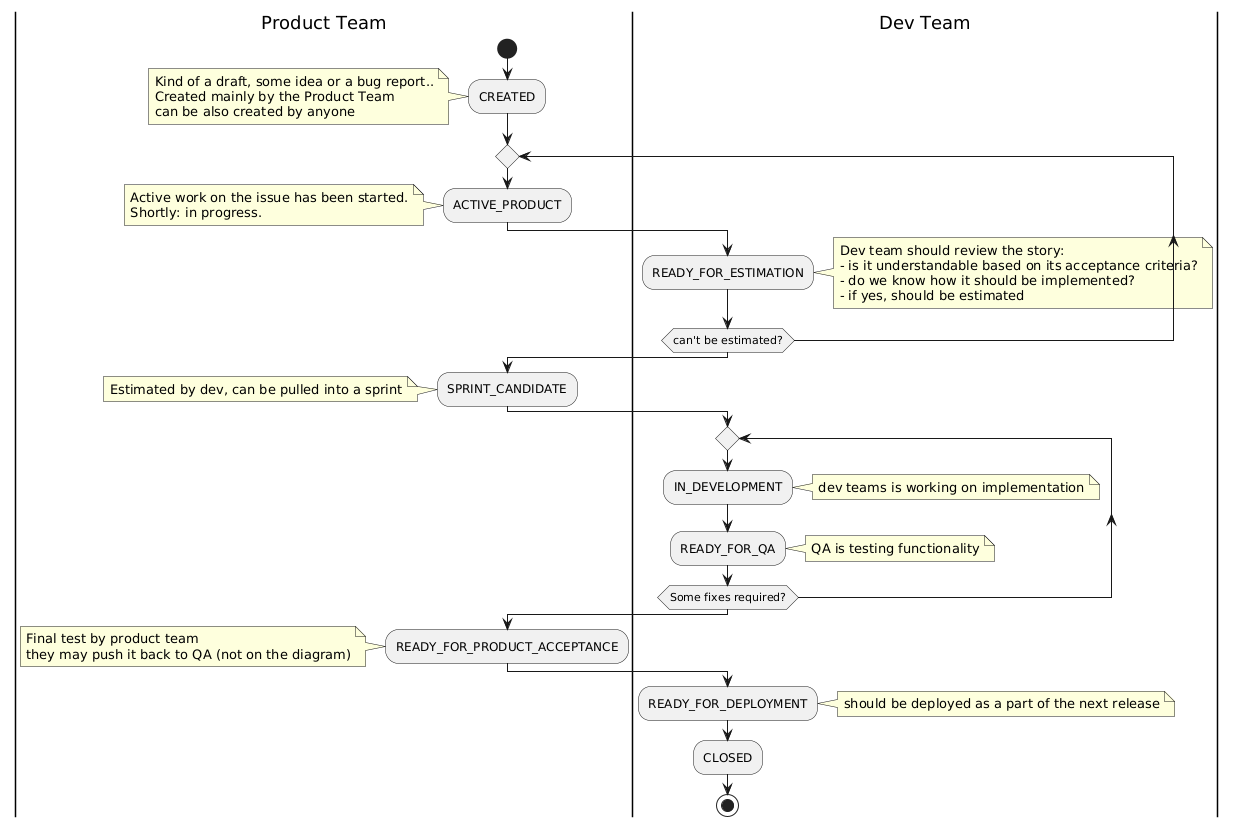 Product Team
Dev Team
Kind of a draft, some idea or a bug report..
Created mainly by the Product Team
can be also created by anyone
CREATED
Active work on the issue has been started.
Shortly: in progress.
ACTIVE_PRODUCT
READY_FOR_ESTIMATION
Dev team should review the story:
- is it understandable based on its acceptance criteria?
- do we know how it should be implemented?
- if yes, should be estimated
can't be estimated?
Estimated by dev, can be pulled into a sprint
SPRINT_CANDIDATE
IN_DEVELOPMENT
dev teams is working on implementation
READY_FOR_QA
QA is testing functionality
Some fixes required?
Final test by product team
they may push it back to QA (not on the diagram)
READY_FOR_PRODUCT_ACCEPTANCE
READY_FOR_DEPLOYMENT
should be deployed as a part of the next release
CLOSED